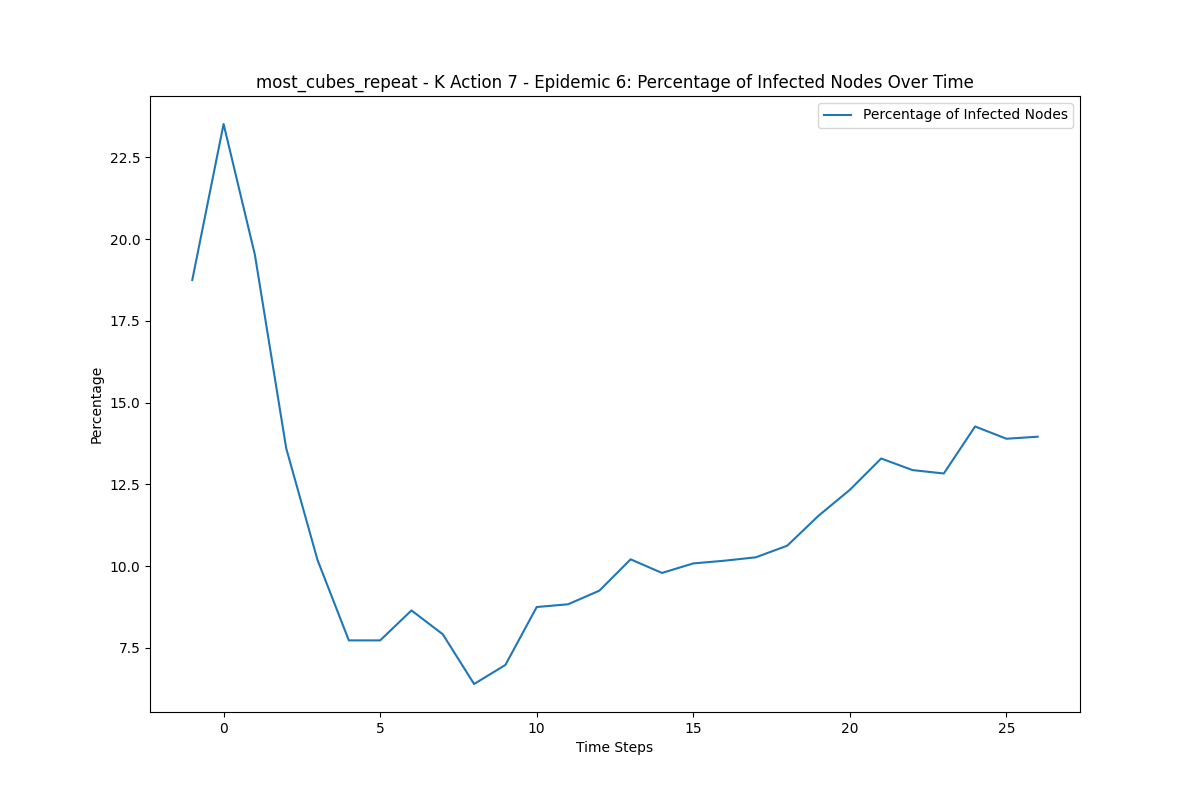 most_cubes_repeat - K Action 7 - Epidemic 6: Percentage of Infected Nodes Over Time
Percentage of Infected Nodes
22.5
20.0
17.5
15.0
12.5
10.0
7.5
Percentage
0 5 10 15 20 25
Time Steps